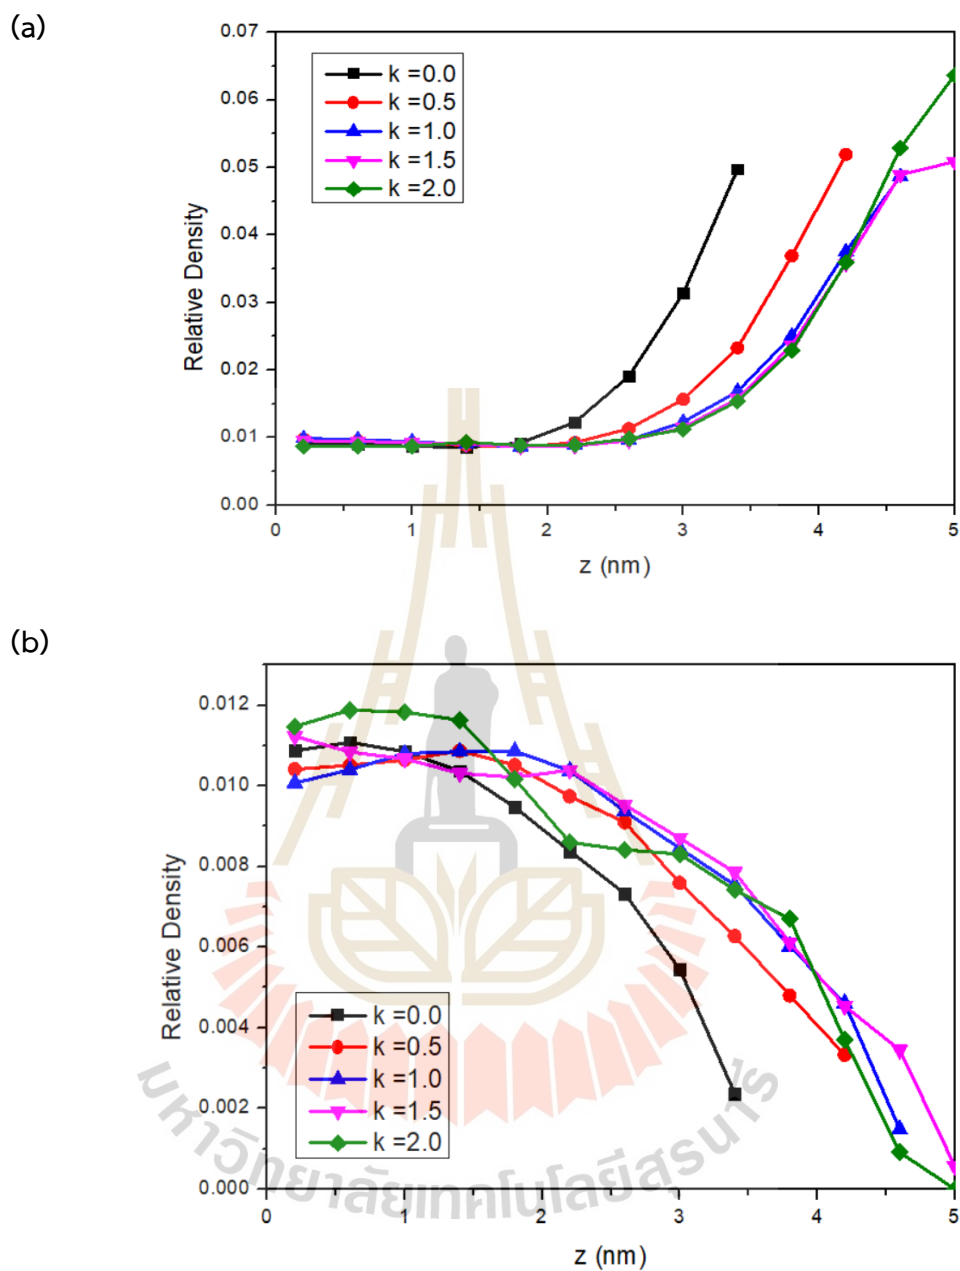 (a)
0.07
0.06
0.05
0.04
0.03
0.02
0.01
0.00
Relative Density
k =0.0
k =0.5
k =1.0
k =1.5
k =2.0
0 1 2 3 4 5
z (nm)
(b)
0.012
0.010
0.008
0.006
0.004
0.002
0.000
Relative Density
k =0.0
k =0.5
k =1.0
k =1.5
k =2.0
0 1 2 3 4 5
z (nm)
มหาวิทยาลัยเทคโนโลยีสุรนารี